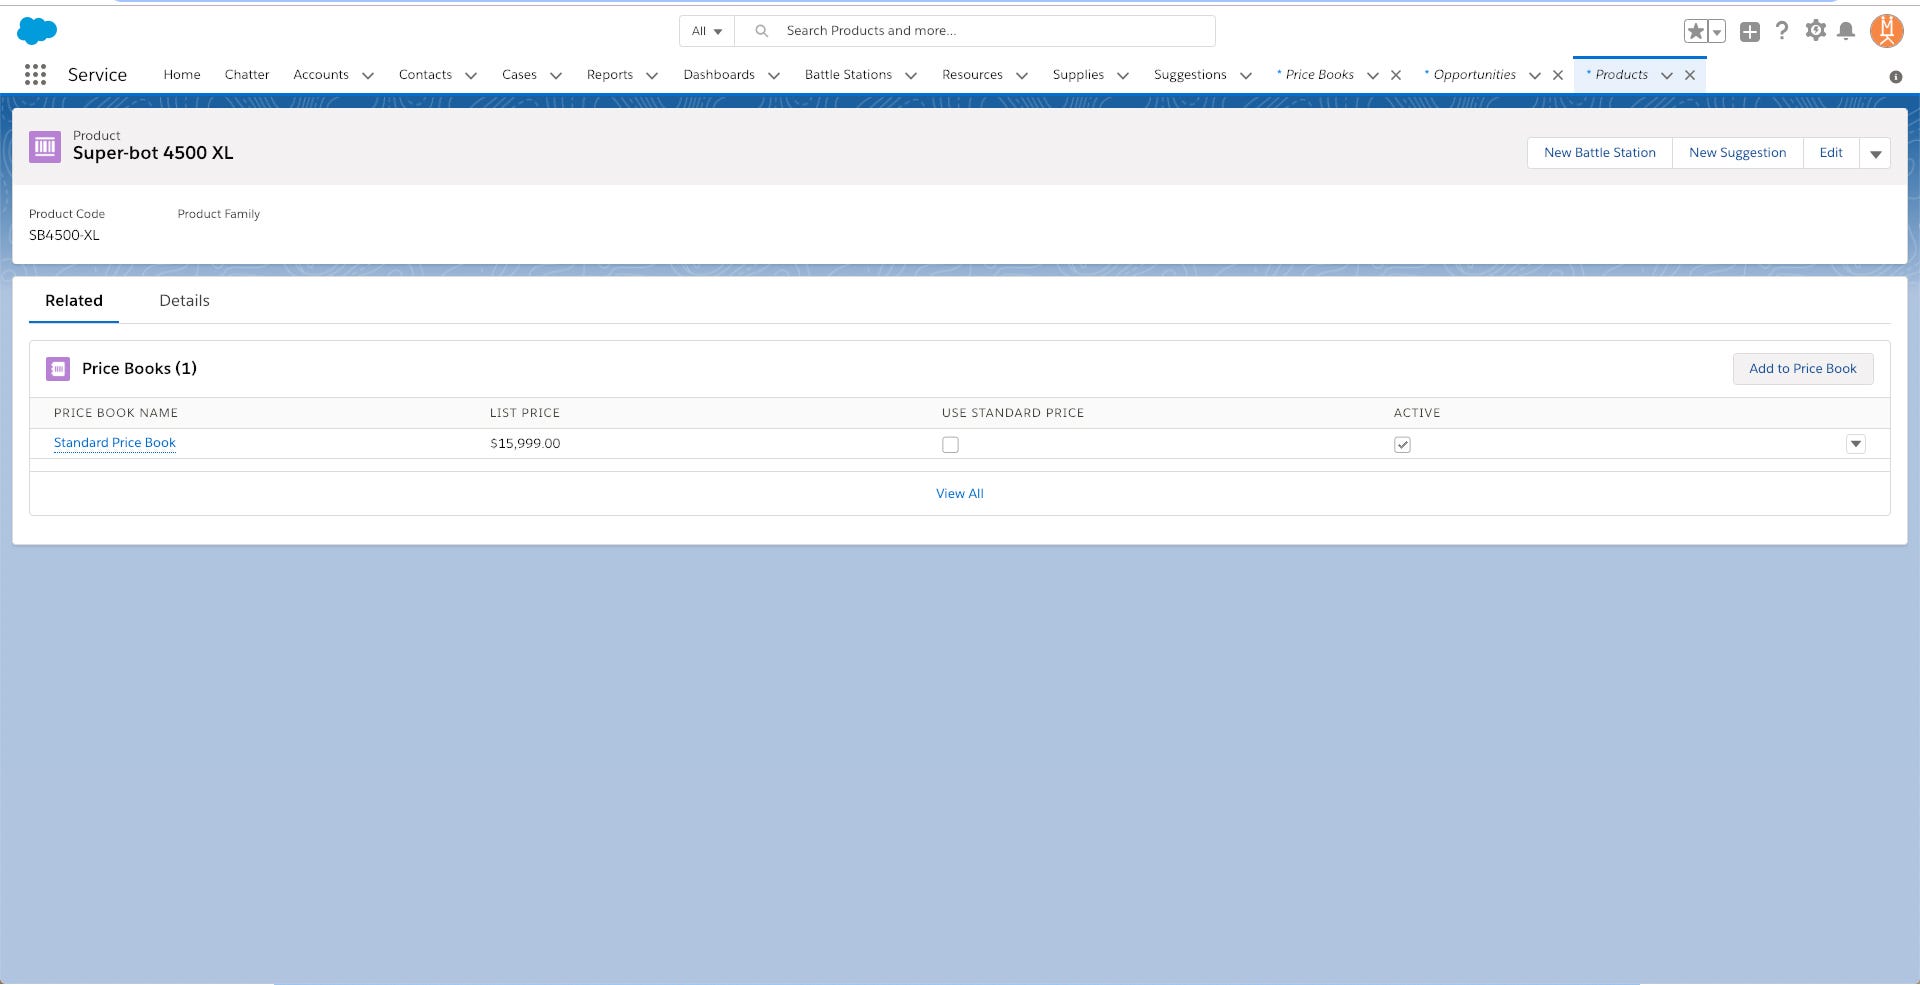 All
Search Products and more...
Service
Home
Chatter
Accounts
Contacts
Cases
Reports
Dashboards
Battle Stations
Resources
Supplies
Suggestions
* Price Books
* Opportunities
* Products
Product
Super-bot 4500 XL
New Battle Station
New Suggestion
Edit
Product Code
Product Family
SB4500-XL
Related
Details
Price Books (1)
Add to Price Book
PRICE BOOK NAME
LIST PRICE
USE STANDARD PRICE
ACTIVE
Standard Price Book
$15,999.00
View All